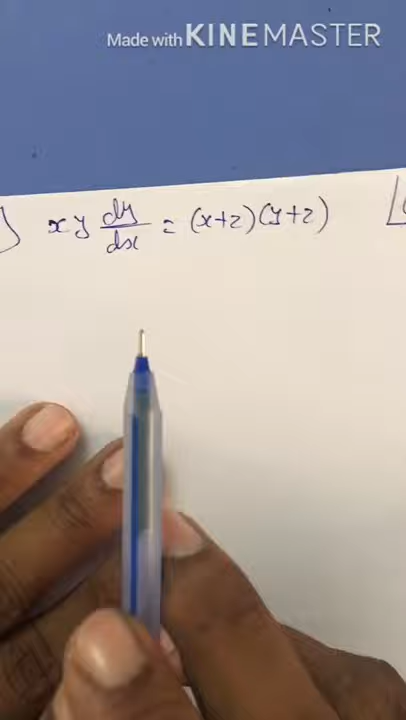 Made with KINEMASTER
xy dy/dx = (x+2)(y+2)